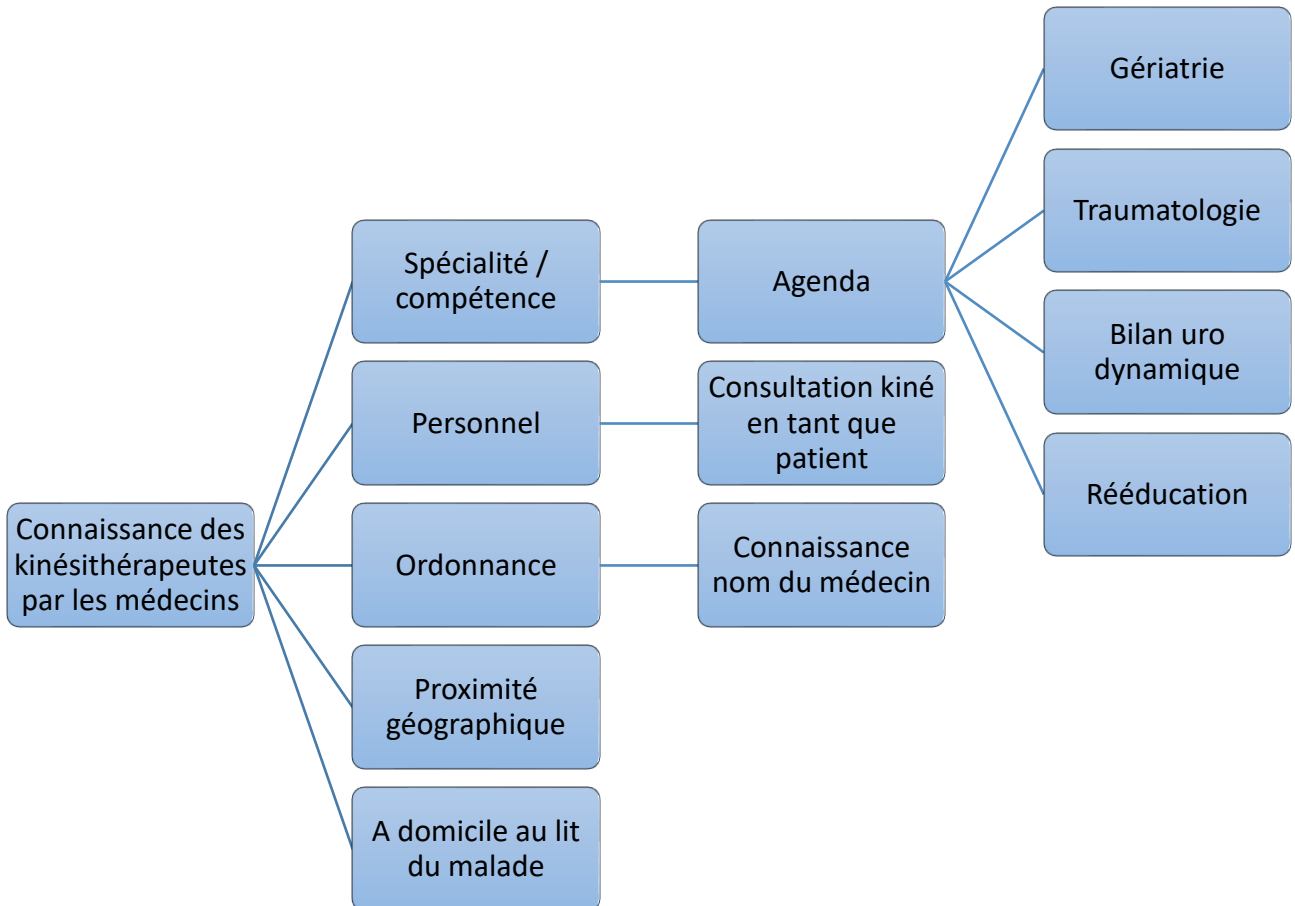 Connaissance des
kinésithérapeutes
par les médecins
Spécialité /
compétence
Personnel
Ordonnance
Proximité
géographique
A domicile au lit
du malade
Agenda
Consultation kiné
en tant que
patient
Connaissance
nom du médecin
Gériatrie
Traumatologie
Bilan uro
dynamique
Rééducation